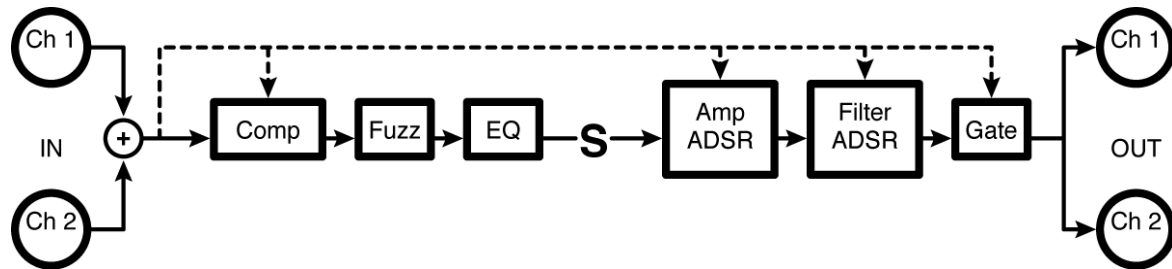 Ch 1
IN
Ch 2
+
Comp
Fuzz
EQ
S
Amp
ADSR
Filter
ADSR
Gate
Ch 1
OUT
Ch 2